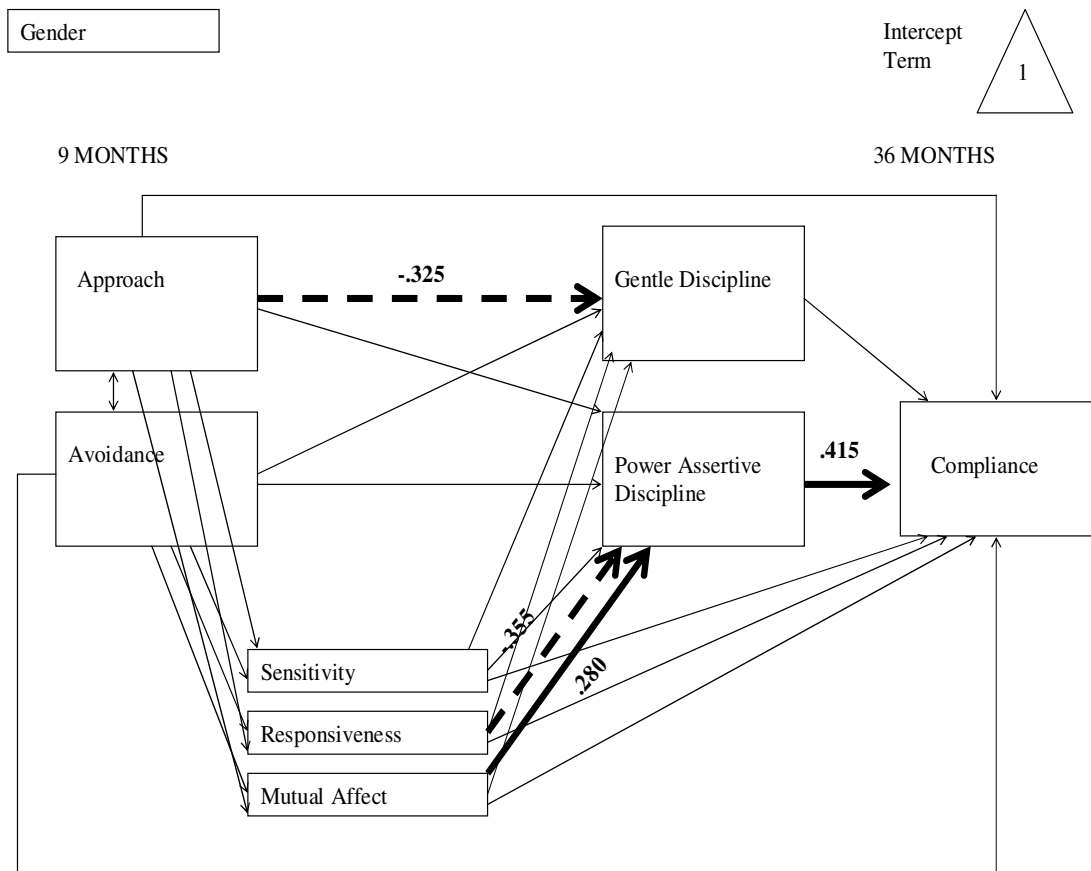 Gender
Intercept
Term
1
9 MONTHS
36 MONTHS
Approach
-.325
Gentle Discipline
Avoidance
Power Assertive
Discipline
.415
Compliance
-.355
.280
Sensitivity
Responsiveness
Mutual Affect